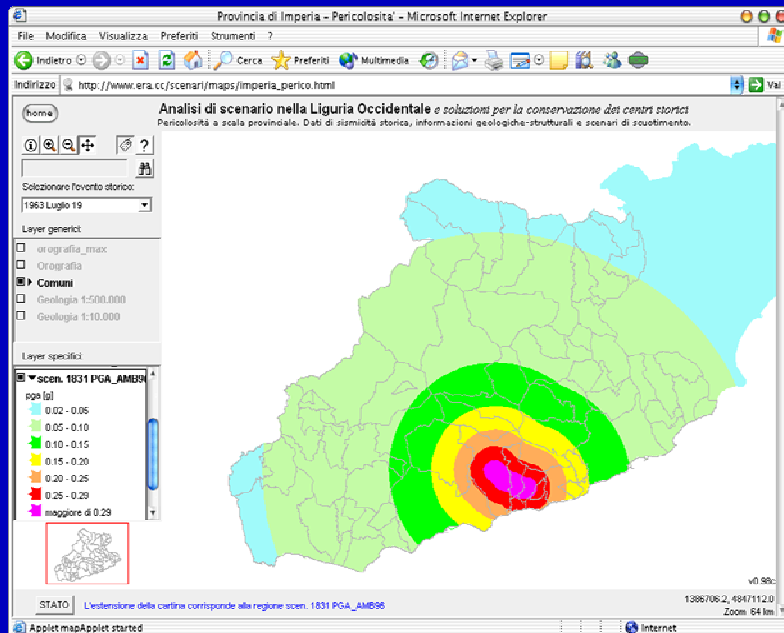 Provincia di Imperia - Pericolosita' - Microsoft Internet Explorer
File Modifica Visualizza Preferiti Strumenti ?
Indietro Cerca Preferiti Multimedia
Indirizzo http://www.era.cc/scenari/maps/imperia_perico.html Vai
home
Analisi di scenario nella Liguria Occidentale e soluzioni per la conservazione dei centri storici
Pericolosità a scala provinciale. Dati di sismicità storica, informazioni geologiche-strutturali e scenari di scuotimento.
Selezionare l'evento storico:
1963 Luglio 19
Layer generici:
orografia_max
Orografia
Comuni
Geologia 1:500.000
Geologia 1:10.000
Layer specifici
scen. 1831 PGA_AMB96
pga [g]
0.02 - 0.05
0.05 - 0.10
0.10 - 0.15
0.15 - 0.20
0.20 - 0.25
0.25 - 0.29
maggiore di 0.29
v0.98c
STATO L'estensione della cartina corrisponde alla regione scen. 1831 PGA_AMB96
1386706.2, 4847112.0
Zoom: 64 km
Applet mapApplet started Internet